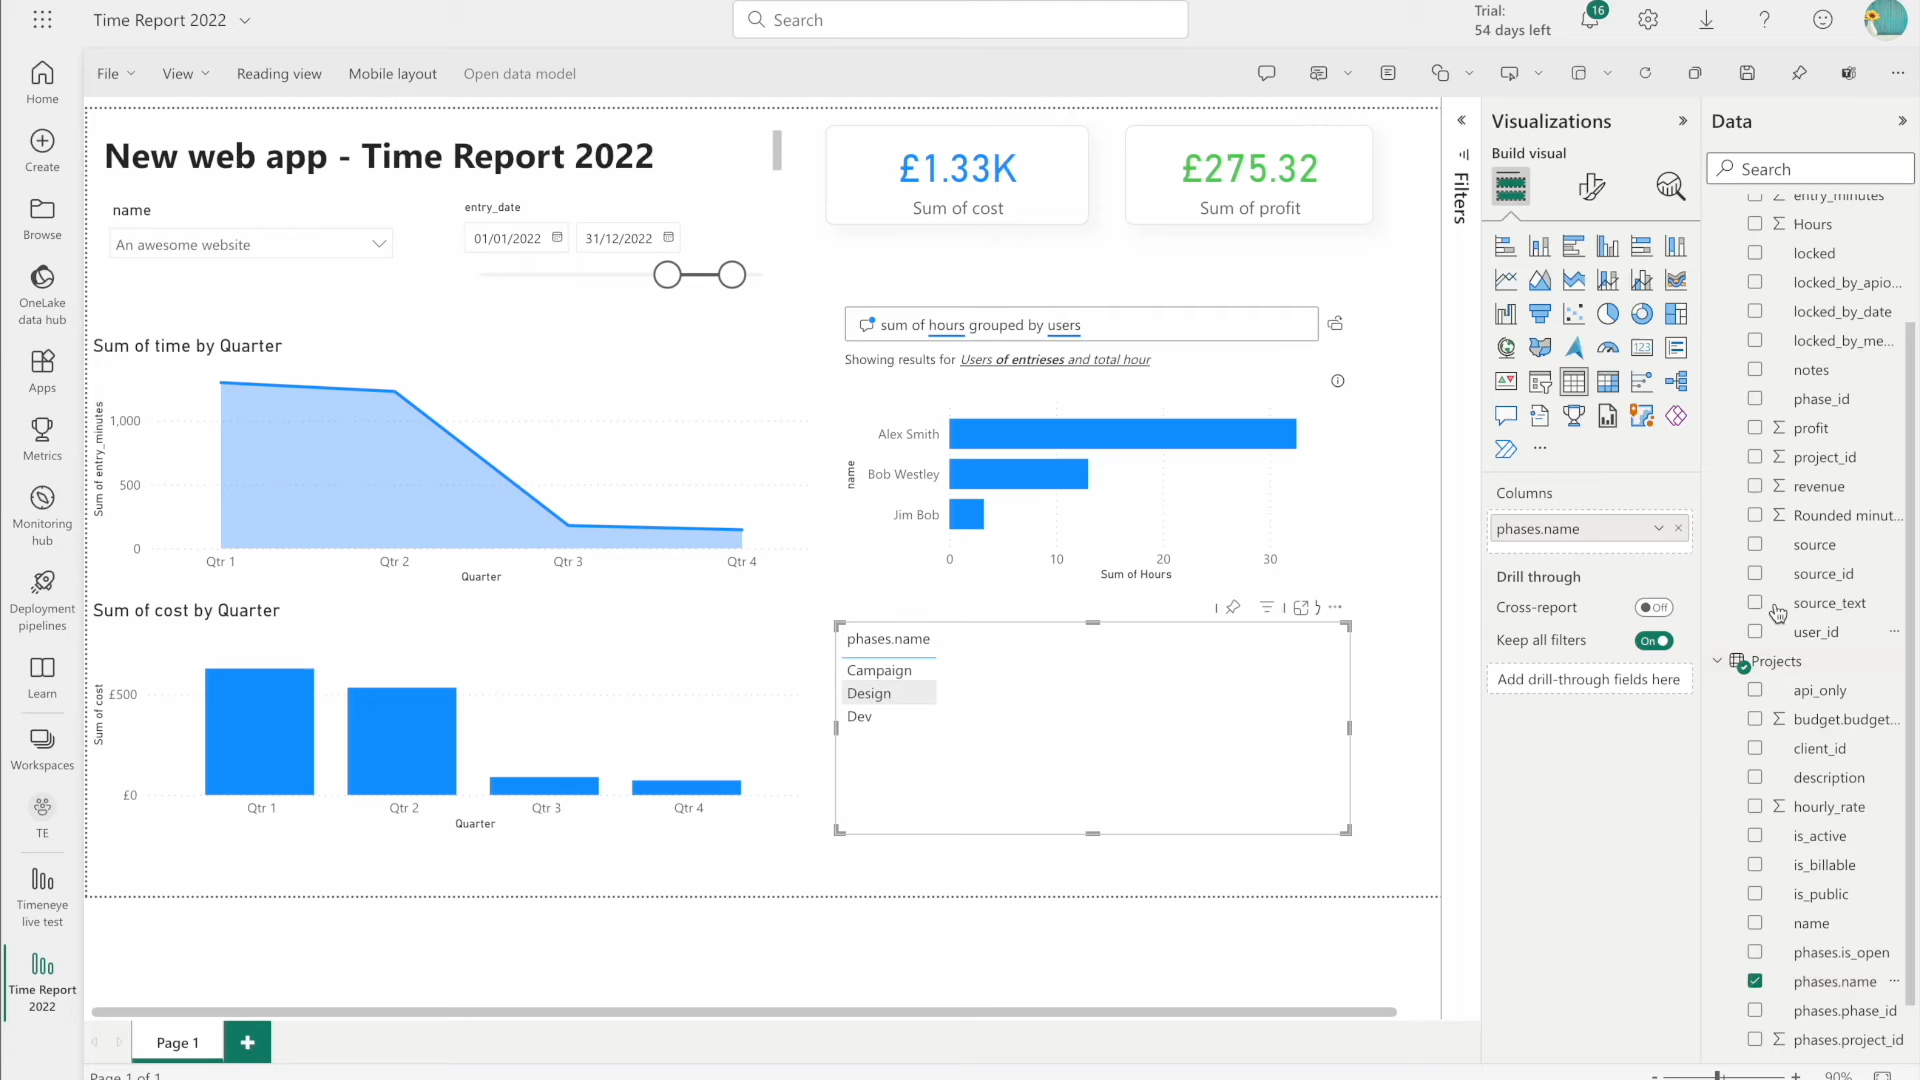 Time Report 2022
Search
Trial:
54 days left
16
File
View
Reading view
Mobile layout
Open data model
Home
Create
Browse
OneLake
data hub
Apps
Metrics
Monitoring
hub
Deployment
pipelines
Learn
Workspaces
TE
Timeneye
live test
Time Report
2022
New web app - Time Report 2022
name
An awesome website
entry_date
01/01/2022
31/12/2022
£1.33K
Sum of cost
£275.32
Sum of profit
sum of hours grouped by users
Showing results for Users of entrieses and total hour
Sum of time by Quarter
Sum of entry_minutes
1,000
500
0
Qtr 1
Qtr 2
Qtr 3
Qtr 4
Quarter
name
Alex Smith
Bob Westley
Jim Bob
0
10
20
30
Sum of Hours
Sum of cost by Quarter
Sum of cost
£500
£0
Qtr 1
Qtr 2
Qtr 3
Qtr 4
Quarter
phases.name
Campaign
Design
Dev
Page 1
Page 1 of 1
Filters
Visualizations
Build visual
123
Columns
phases.name
Drill through
Cross-report
Off
Keep all filters
On
Add drill-through fields here
Data
Search
entry_minutes
Hours
locked
locked_by_apio...
locked_by_date
locked_by_me...
notes
phase_id
profit
project_id
revenue
Rounded minut...
source
source_id
source_text
user_id
Projects
api_only
budget.budget...
client_id
description
hourly_rate
is_active
is_billable
is_public
name
phases.is_open
phases.name
phases.phase_id
phases.project_id
90%